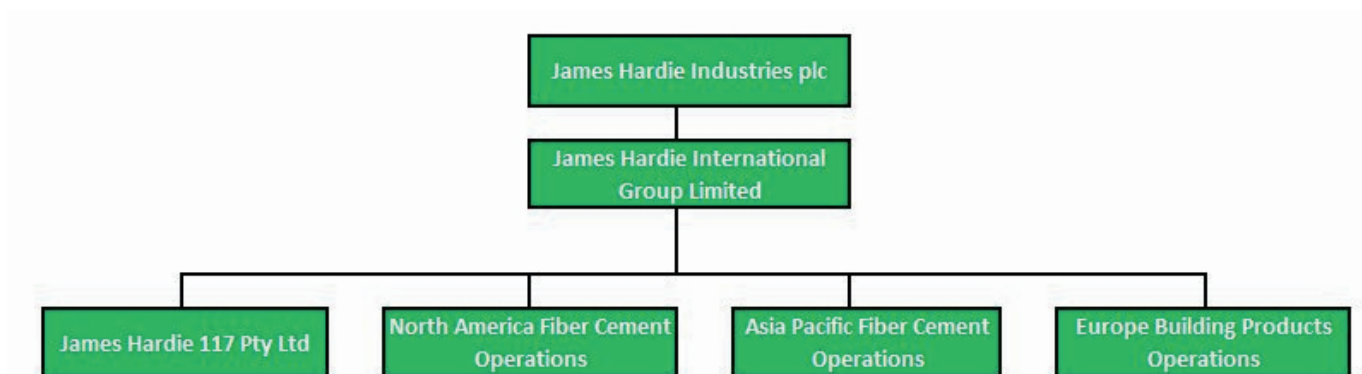 James Hardie Industries plc
James Hardie International
Group Limited
James Hardie 117 Pty Ltd
North America Fiber Cement
Operations
Asia Pacific Fiber Cement
Operations
Europe Building Products
Operations